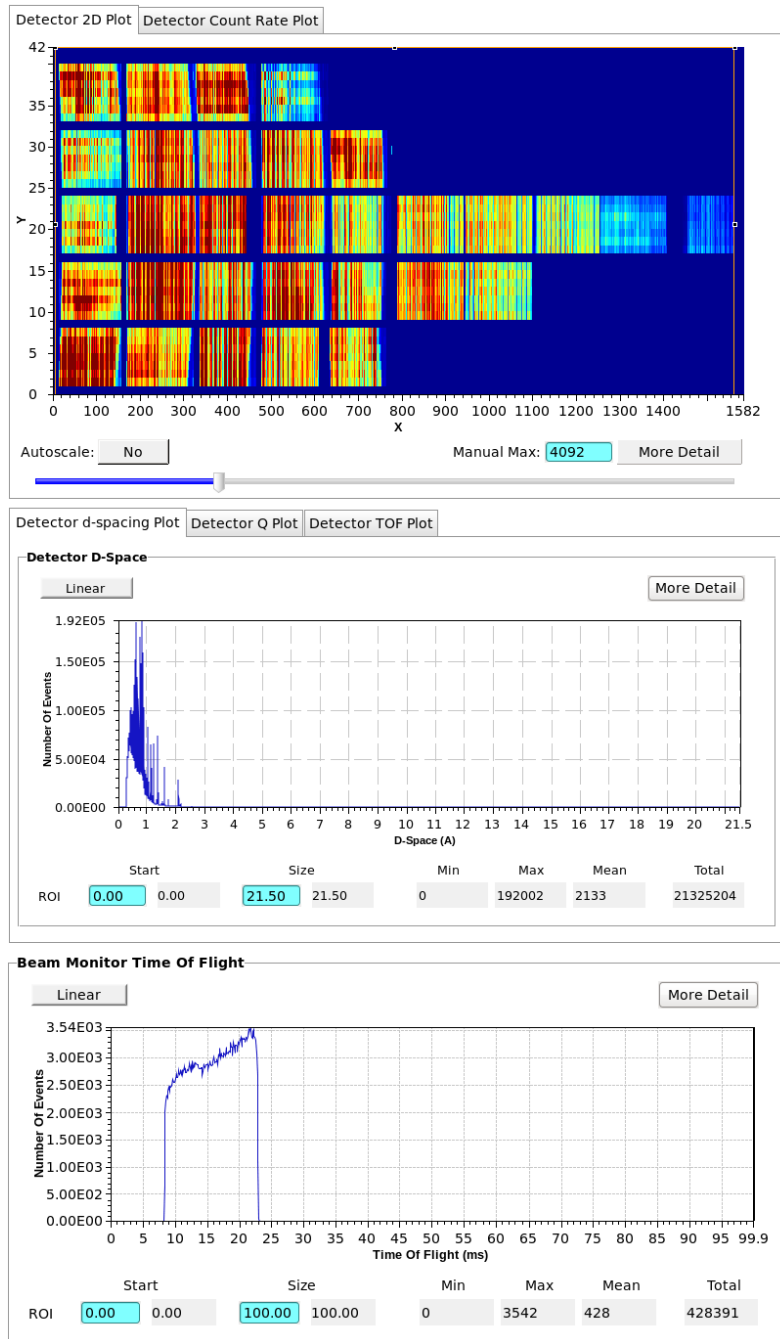 Detector 2D Plot Detector Count Rate Plot
42
35
30
25
20
15
10
5
0
Y
0 100 200 300 400 500 600 700 800 900 1000 1100 1200 1300 1400 1582
X
Autoscale: No Manual Max: 4092 More Detail
Detector d-spacing Plot Detector Q Plot Detector TOF Plot
Detector D-Space
Linear More Detail
1.92E05
1.50E05
1.00E05
5.00E04
0.00E00
Number Of Events
0 1 2 3 4 5 6 7 8 9 10 11 12 13 14 15 16 17 18 19 20 21.5
D-Space (A)
Start Size Min Max Mean Total
ROI 0.00 0.00 21.50 21.50 0 192002 2133 21325204
Beam Monitor Time Of Flight
Linear More Detail
3.54E03
3.00E03
2.50E03
2.00E03
1.50E03
1.00E03
5.00E02
0.00E00
Number Of Events
0 5 10 15 20 25 30 35 40 45 50 55 60 65 70 75 80 85 90 95 99.9
Time Of Flight (ms)
Start Size Min Max Mean Total
ROI 0.00 0.00 100.00 100.00 0 3542 428 428391